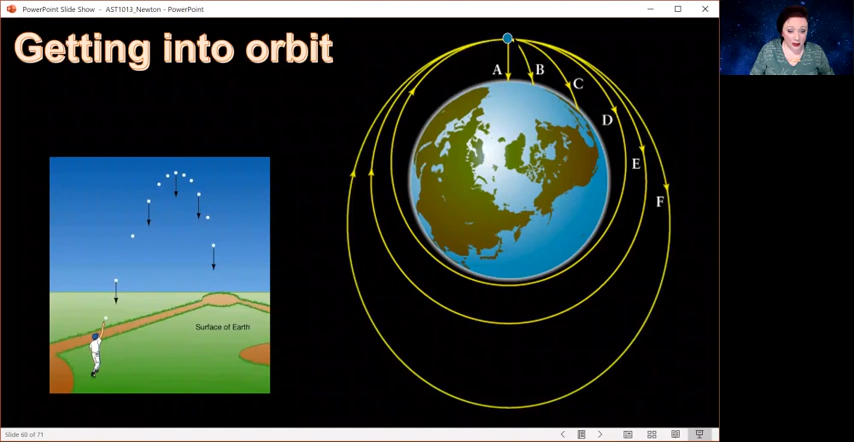 PowerPoint Slide Show - AST1013_Newton - PowerPoint
Getting into orbit
A
B
C
D
E
F
Surface of Earth
Slide 60 of 71